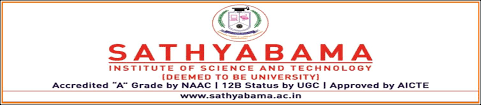 SATHYABAMA
INSTITUTE OF SCIENCE AND TECHNOLOGY
(DEEMED TO BE UNIVERSITY)
Accredited "A" Grade by NAAC | 12B Status by UGC | Approved by AICTE
www.sathyabama.ac.in